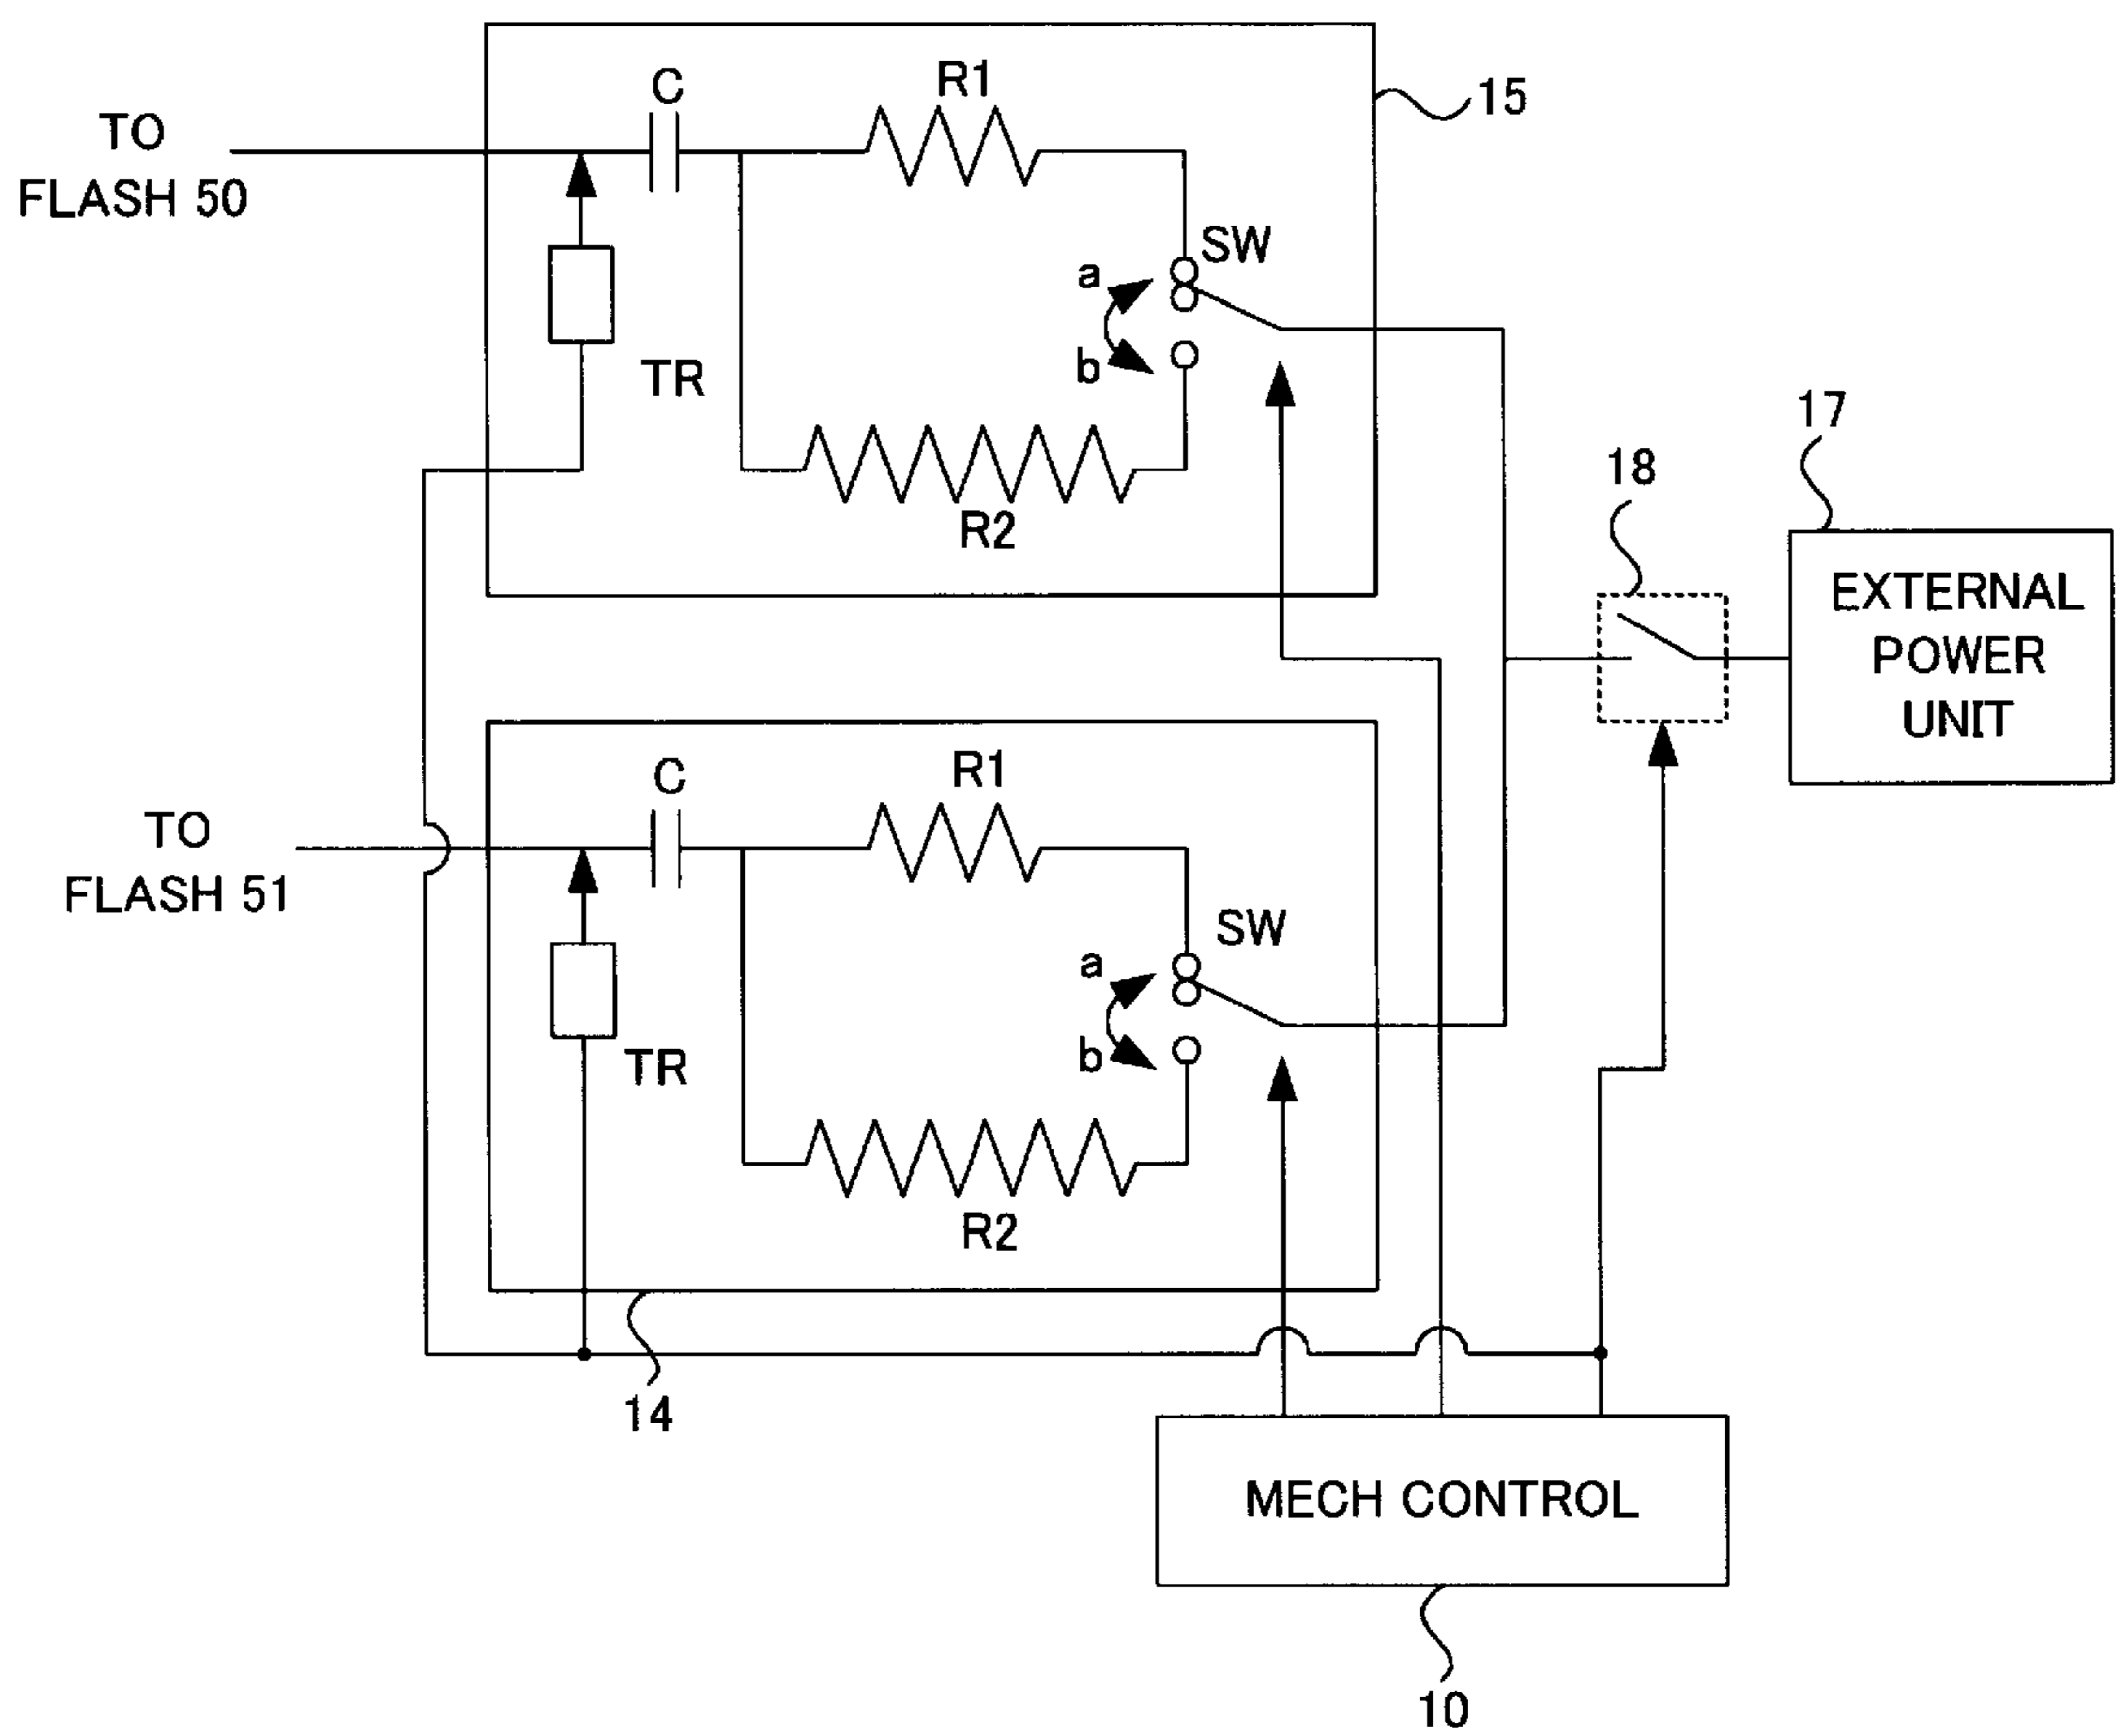 C
R1
15
TO
FLASH 50
SW
a
b
TR
R2
17
18
EXTERNAL
POWER
UNIT
C
R1
TO
FLASH 51
SW
a
b
TR
R2
14
MECH CONTROL
10